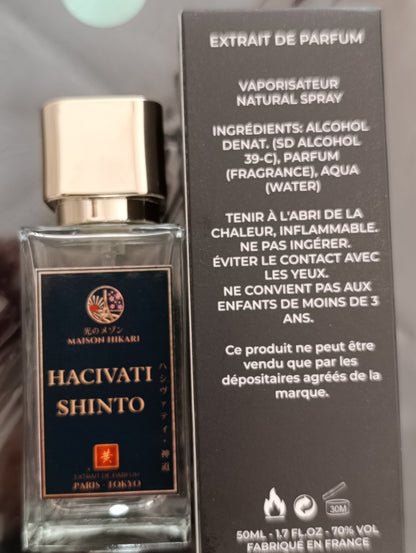 光のメゾン
MAISON HIKARI
HACIVATI
SHINTO
ハシヴァティ・神道
EXTRAIT DE PARFUM
PARIS - TOKYO
EXTRAIT DE PARFUM
VAPORISATEUR
NATURAL SPRAY
INGRÉDIENTS: ALCOHOL
DENAT. (SD ALCOHOL
39-C), PARFUM
(FRAGRANCE), AQUA
(WATER)
TENIR À L'ABRI DE LA
CHALEUR, INFLAMMABLE.
NE PAS INGÉRER.
ÉVITER LE CONTACT AVEC
LES YEUX.
NE CONVIENT PAS AUX
ENFANTS DE MOINS DE 3
ANS.
Ce produit ne peut être
vendu que par les
dépositaires agréés de la
marque.
30M
50ML - 1.7 FL.OZ - 70% VOL
FABRIQUÉ EN FRANCE